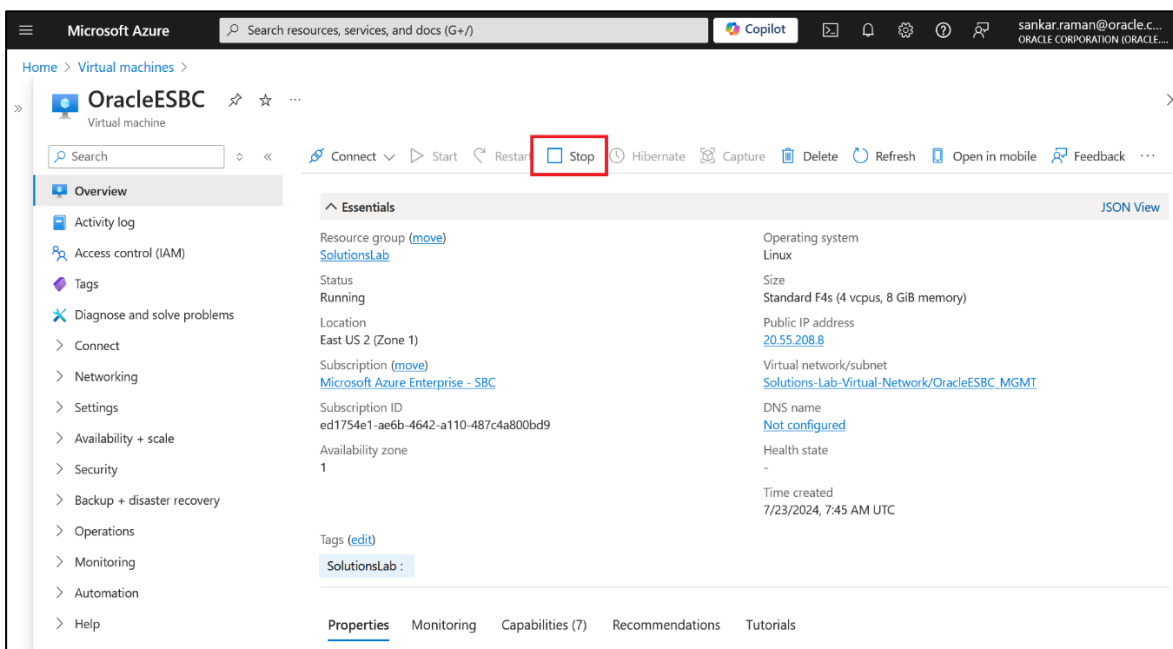 Microsoft Azure
Search resources, services, and docs (G+/)
Copilot
sankar.raman@oracle.c...
ORACLE CORPORATION (ORACLE....
Home > Virtual machines >
OracleESBC
Virtual machine
Search
Connect
Start
Restart
Stop
Hibernate
Capture
Delete
Refresh
Open in mobile
Feedback
Overview
Activity log
Access control (IAM)
Tags
Diagnose and solve problems
Connect
Networking
Settings
Availability + scale
Security
Backup + disaster recovery
Operations
Monitoring
Automation
Help
Essentials
JSON View
Resource group (move)
SolutionsLab
Status
Running
Location
East US 2 (Zone 1)
Subscription (move)
Microsoft Azure Enterprise - SBC
Subscription ID
ed1754e1-ae6b-4642-a110-487c4a800bd9
Availability zone
1
Operating system
Linux
Size
Standard F4s (4 vcpus, 8 GiB memory)
Public IP address
20.55.208.8
Virtual network/subnet
Solutions-Lab-Virtual-Network/OracleESBC_MGMT
DNS name
Not configured
Health state
-
Time created
7/23/2024, 7:45 AM UTC
Tags (edit)
SolutionsLab :
Properties
Monitoring
Capabilities (7)
Recommendations
Tutorials